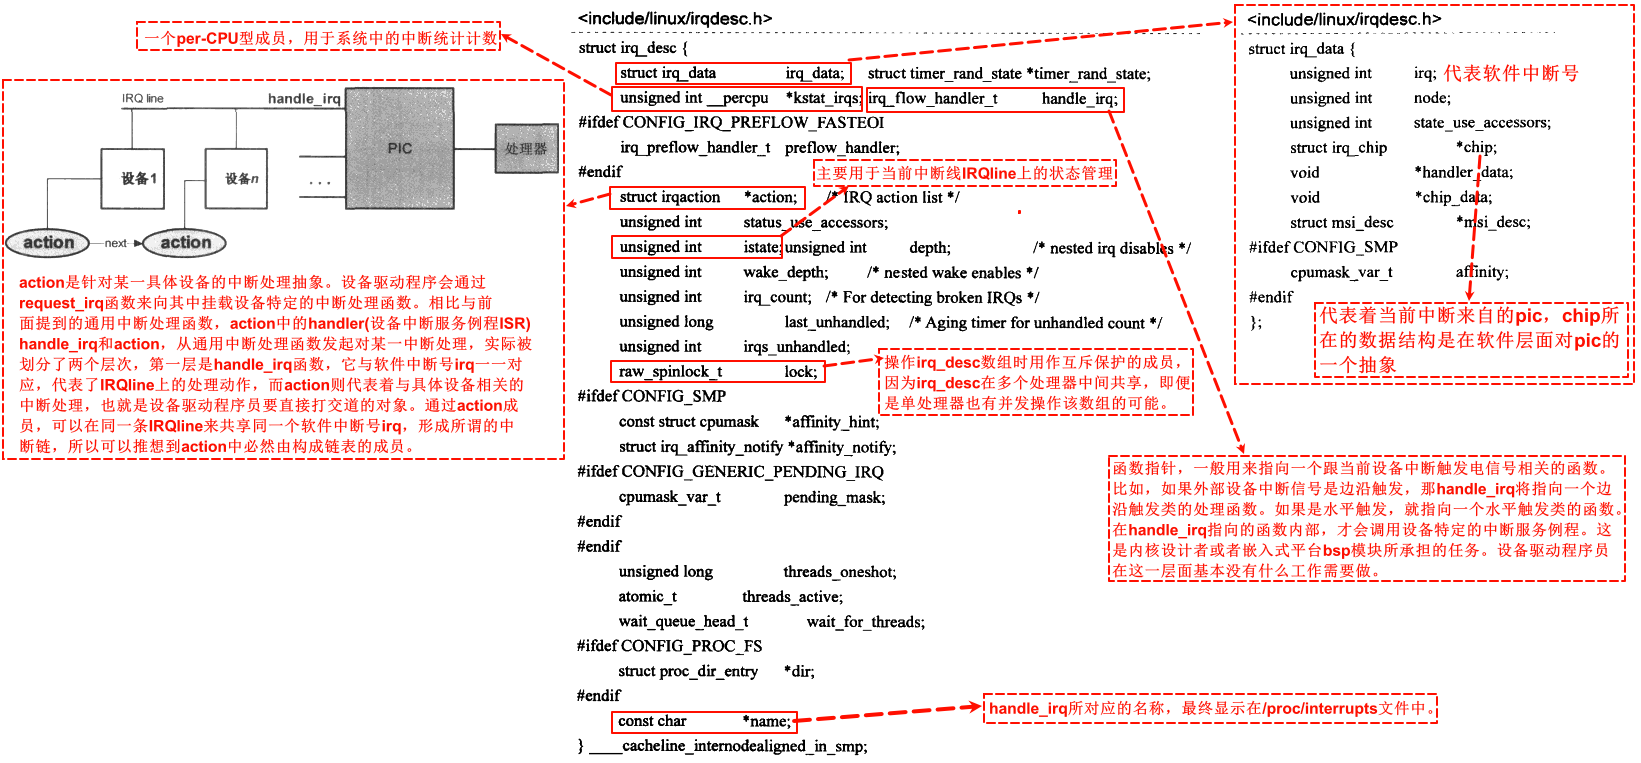 一个per-CPU型成员，用于系统中的中断统计计数
IRQ line
handle_irq
PIC
处理器
设备1
设备n
...
action
next
action
action是针对某一具体设备的中断处理抽象。设备驱动程序会通过
request_irq函数来向其中挂载设备特定的中断处理函数。相比与前
面提到的通用中断处理函数，action中的handler(设备中断服务例程ISR)
handle_irq和action，从通用中断处理函数发起对某一中断处理，实际被
划分了两个层次，第一层是handle_irq函数，它与软件中断号irq一一对
应，代表了IRQline上的处理动作，而action则代表着与具体设备相关的
中断处理，也就是设备驱动程序员要直接打交道的对象。通过action成
员，可以在同一条IRQline来共享同一个软件中断号irq，形成所谓的中
断链，所以可以推想到action中必然由构成链表的成员。
<include/linux/irqdesc.h>
struct irq_desc {
struct irq_data irq_data; struct timer_rand_state *timer_rand_state;
unsigned int __percpu *kstat_irqs; irq_flow_handler_t handle_irq;
#ifdef CONFIG_IRQ_PREFLOW_FASTEOI
irq_preflow_handler_t preflow_handler;
#endif
主要用于当前中断线IRQline上的状态管理
struct irqaction *action; /* IRQ action list */
unsigned int status_use_accessors;
unsigned int istate; unsigned int depth; /* nested irq disables */
unsigned int wake_depth; /* nested wake enables */
unsigned int irq_count; /* For detecting broken IRQs */
unsigned long last_unhandled; /* Aging timer for unhandled count */
unsigned int irqs_unhandled;
raw_spinlock_t lock;
操作irq_desc数组时用作互斥保护的成员，
因为irq_desc在多个处理器中间共享，即便
是单处理器也有并发操作该数组的可能。
#ifdef CONFIG_SMP
const struct cpumask *affinity_hint;
struct irq_affinity_notify *affinity_notify;
#ifdef CONFIG_GENERIC_PENDING_IRQ
cpumask_var_t pending_mask;
#endif
#endif
unsigned long threads_oneshot;
atomic_t threads_active;
wait_queue_head_t wait_for_threads;
#ifdef CONFIG_PROC_FS
struct proc_dir_entry *dir;
#endif
const char *name;
} ____cacheline_internodealigned_in_smp;
handle_irq所对应的名称，最终显示在/proc/interrupts文件中。
<include/linux/irqdesc.h>
struct irq_data {
unsigned int irq; 代表软件中断号
unsigned int node;
unsigned int state_use_accessors;
struct irq_chip *chip;
void *handler_data;
void *chip_data;
struct msi_desc *msi_desc;
#ifdef CONFIG_SMP
cpumask_var_t affinity;
#endif
};
代表着当前中断来自的pic，chip所
在的数据结构是在软件层面对pic的
一个抽象
函数指针，一般用来指向一个跟当前设备中断触发电信号相关的函数。
比如，如果外部设备中断信号是边沿触发，那handle_irq将指向一个边
沿触发类的处理函数。如果是水平触发，就指向一个水平触发类的函数。
在handle_irq指向的函数内部，才会调用设备特定的中断服务例程。这
是内核设计者或者嵌入式平台bsp模块所承担的任务。设备驱动程序员
在这一层面基本没有什么工作需要做。